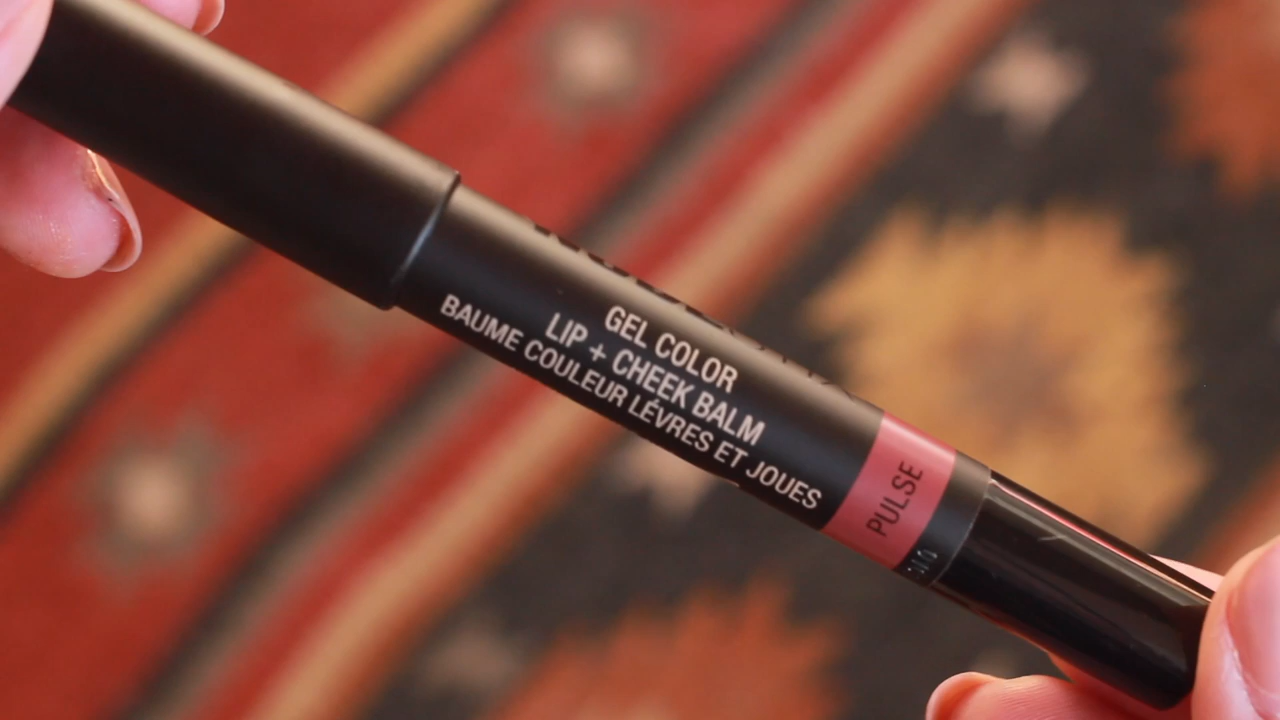 GEL COLOR
LIP + CHEEK BALM
BAUME COULEUR LÉVRES ET JOUES
PULSE